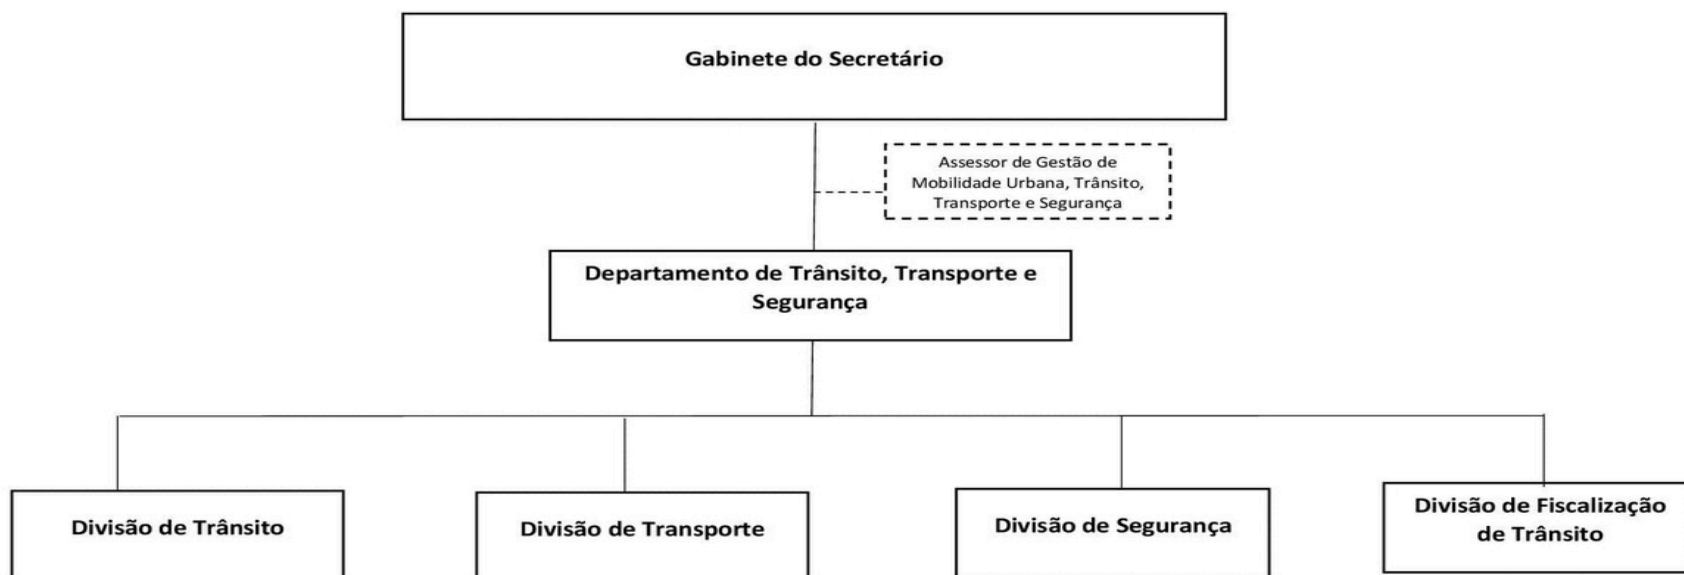 Gabinete do Secretário
Assessor de Gestão de
Mobilidade Urbana, Trânsito,
Transporte e Segurança
Departamento de Trânsito, Transporte e
Segurança
Divisão de Trânsito
Divisão de Transporte
Divisão de Segurança
Divisão de Fiscalização
de Trânsito